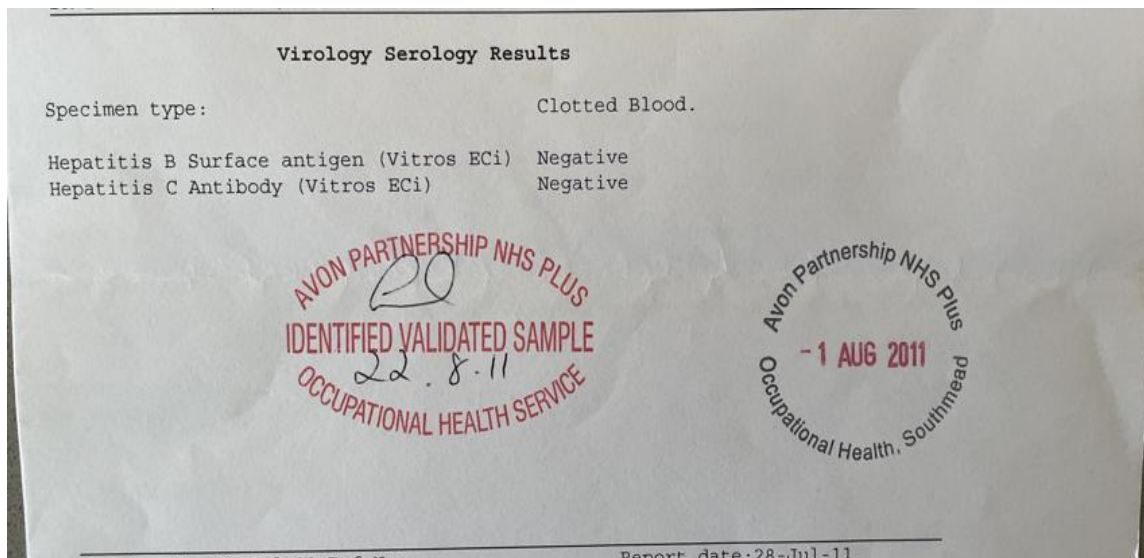 Virology Serology Results
Specimen type: Clotted Blood.
Hepatitis B Surface antigen (Vitros ECi) Negative
Hepatitis C Antibody (Vitros ECi) Negative
AVON PARTNERSHIP NHS PLUS
IDENTIFIED VALIDATED SAMPLE
22.8.11
OCCUPATIONAL HEALTH SERVICE
Avon Partnership NHS Plus
-1 AUG 2011
Occupational Health, Southmead
Report date:28-Jul-11